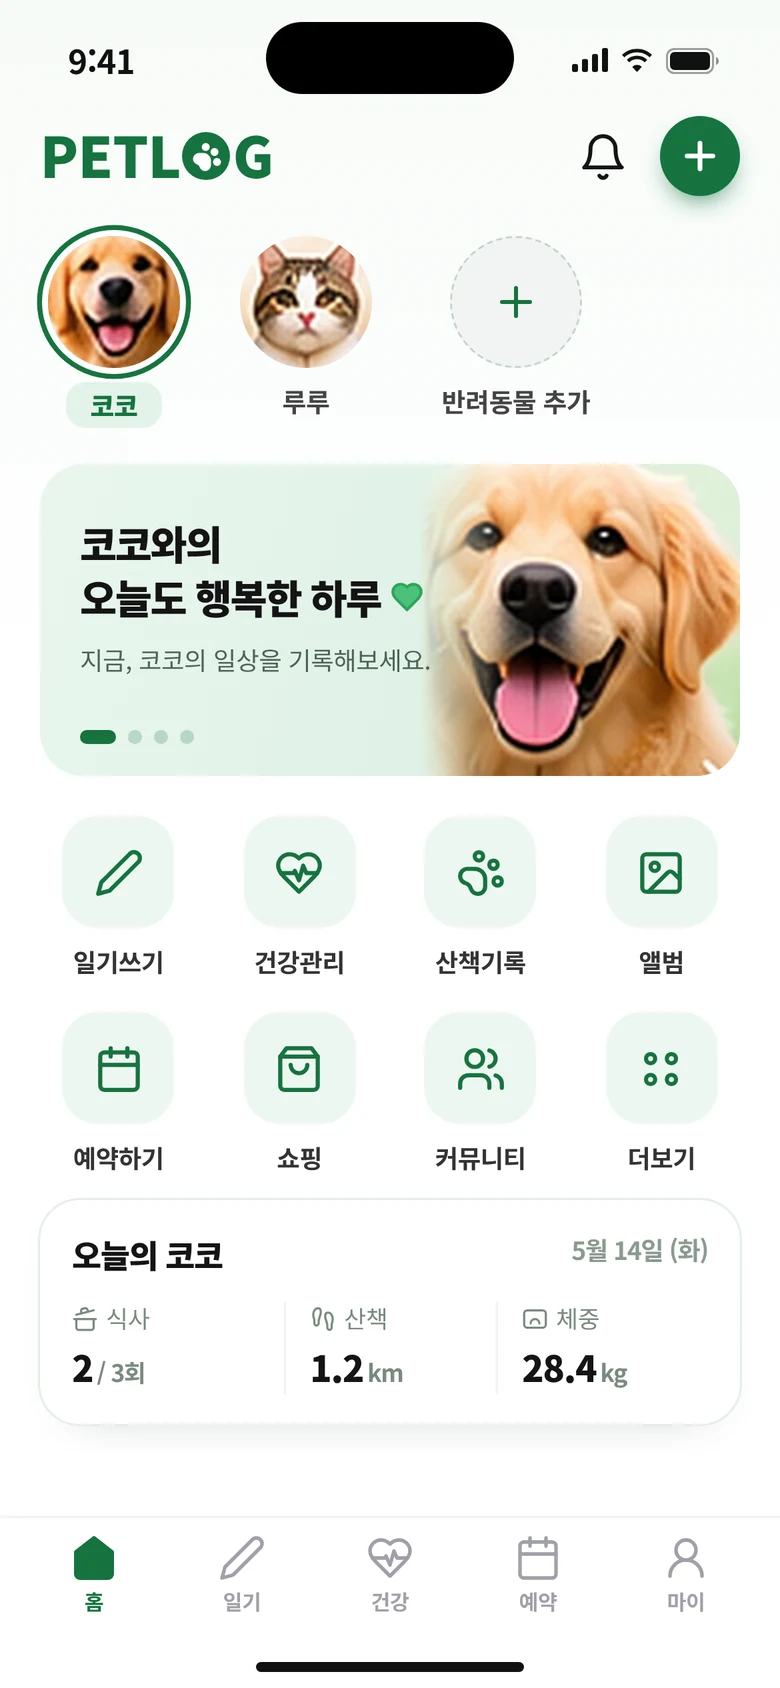 9:41
PETLOG
코코
루루
반려동물 추가
코코와의
오늘도 행복한 하루
지금, 코코의 일상을 기록해보세요.
일기쓰기
건강관리
산책기록
앨범
예약하기
쇼핑
커뮤니티
더보기
오늘의 코코
5월 14일 (화)
식사
산책
체중
2 / 3회
1.2 km
28.4 kg
홈
일기
건강
예약
마이